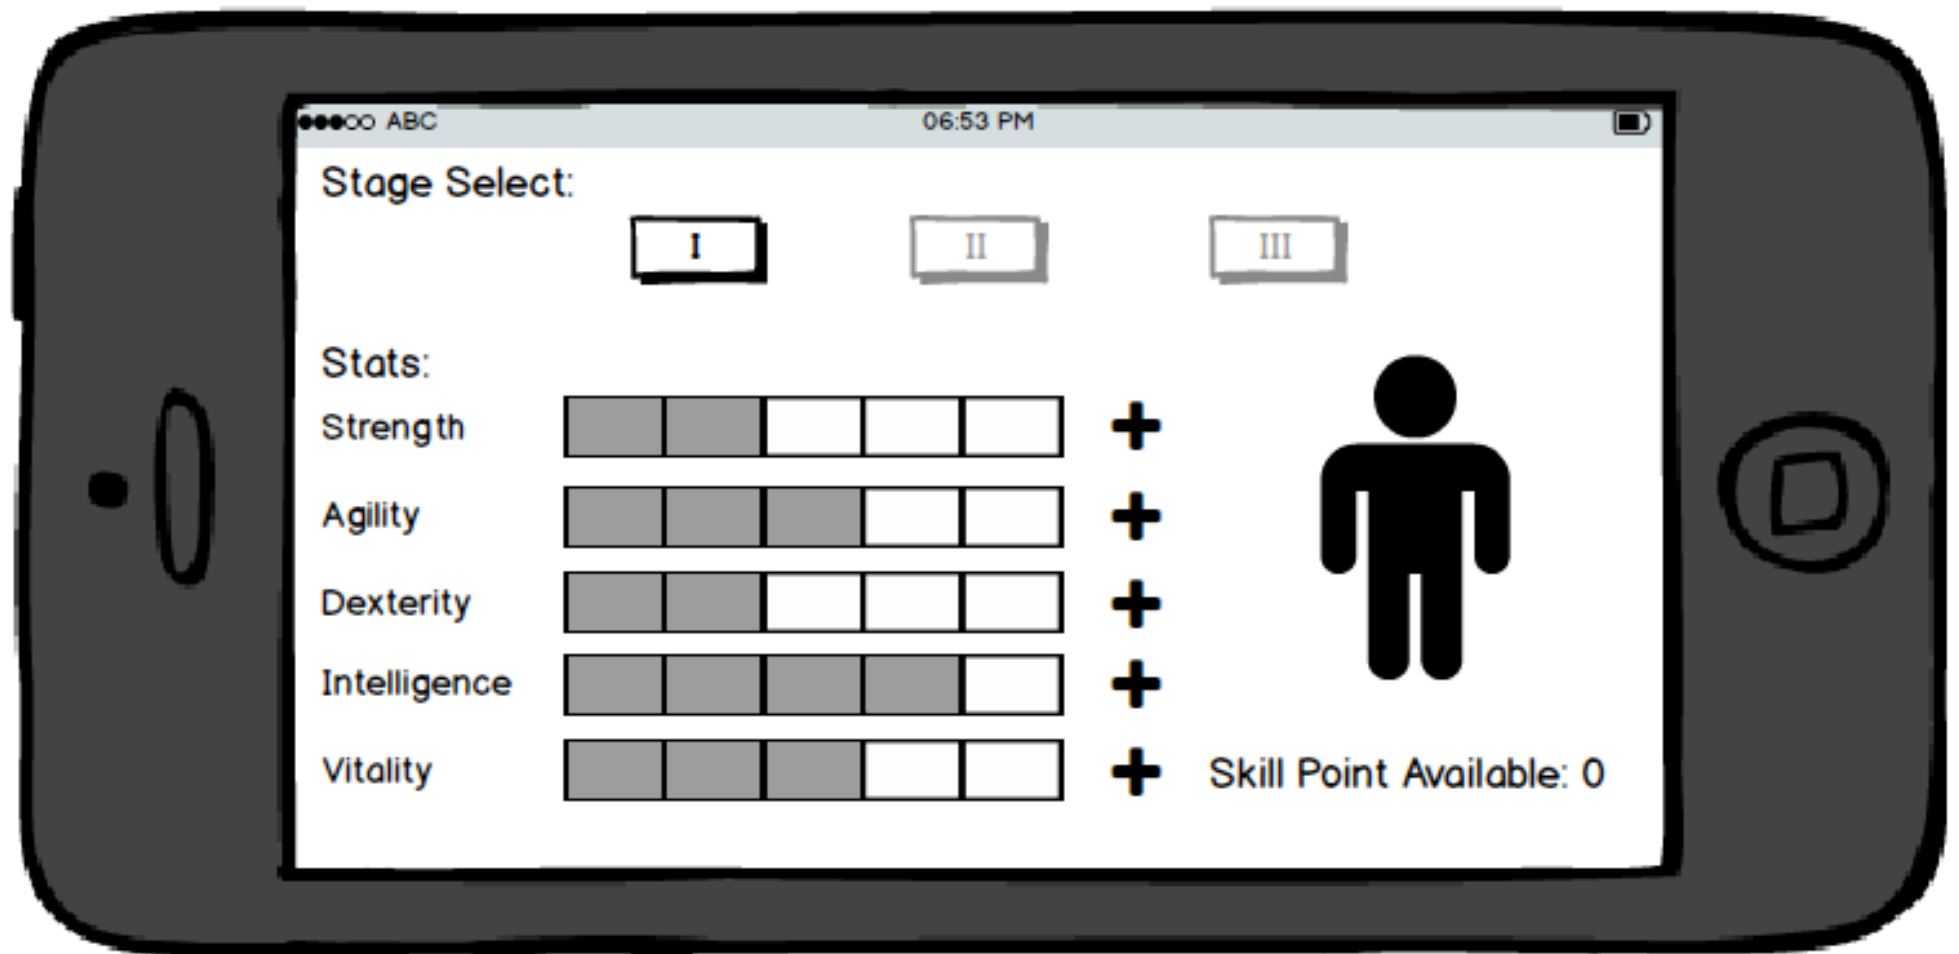 ABC 06:53 PM
Stage Select:
I II III
Stats:
Strength
Agility
Dexterity
Intelligence
Vitality
Skill Point Available: 0